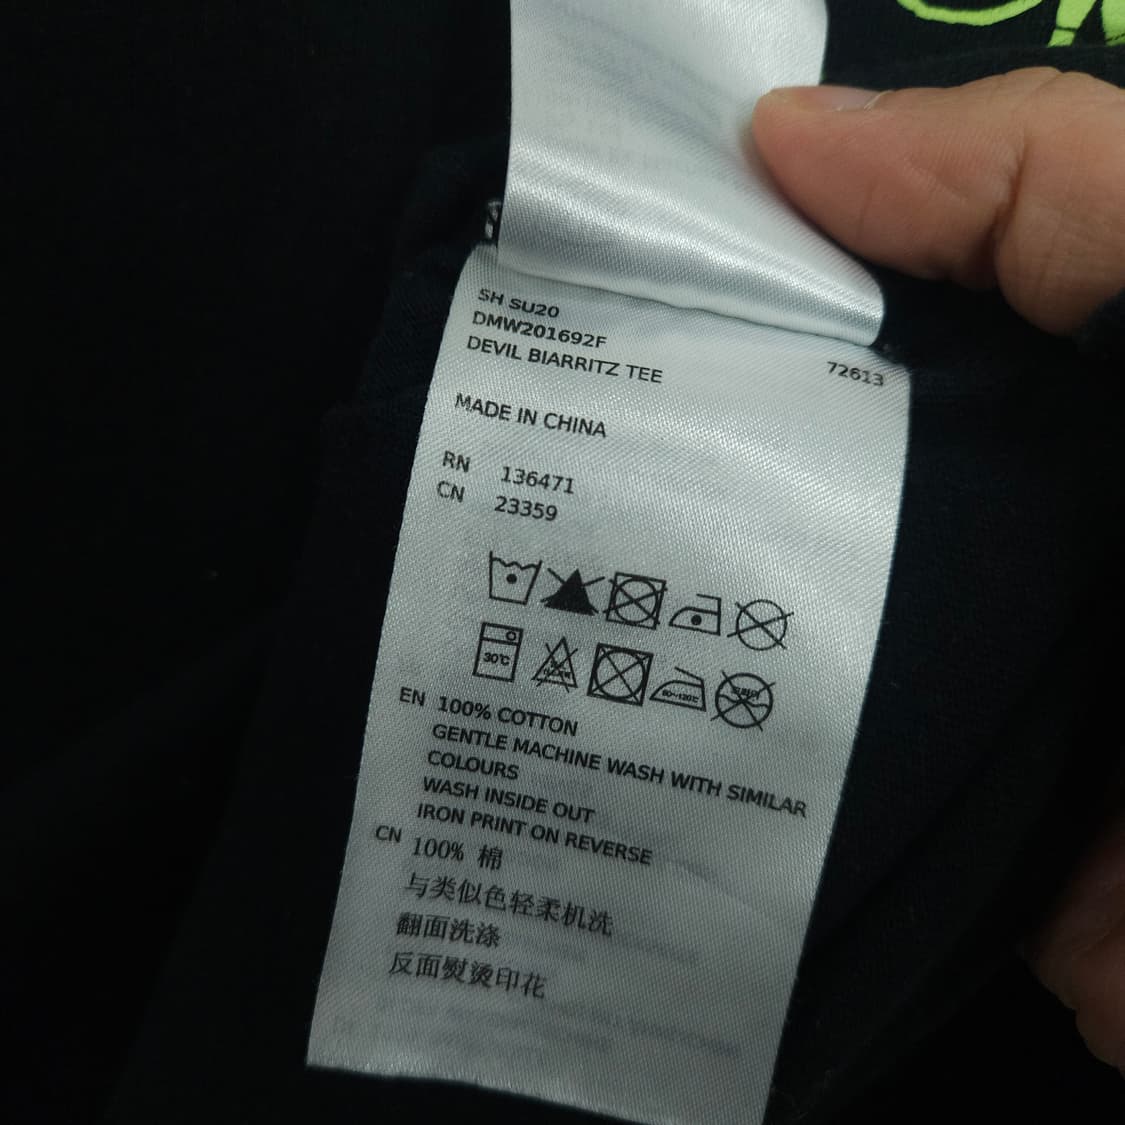 SH SU20
DMW201692F
DEVIL BIARRITZ TEE
72613
MADE IN CHINA
RN 136471
CN 23359
30℃
80~120℃
EN 100% COTTON
GENTLE MACHINE WASH WITH SIMILAR
COLOURS
WASH INSIDE OUT
IRON PRINT ON REVERSE
CN 100% 棉
与类似色轻柔机洗
翻面洗涤
反面熨烫印花